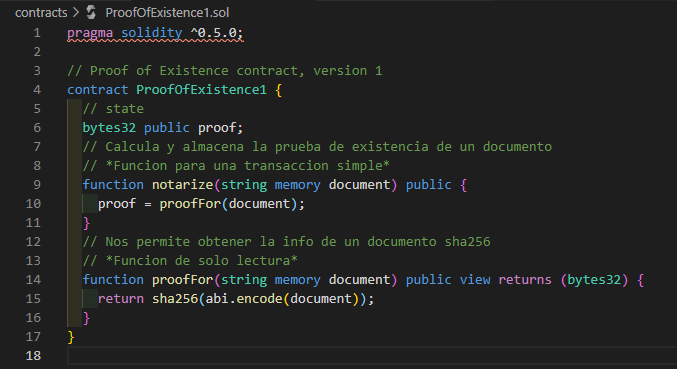 contracts > ProofOfExistence1.sol
1 pragma solidity ^0.5.0;
2
3 // Proof of Existence contract, version 1
4 contract ProofOfExistence1 {
5 // state
6 bytes32 public proof;
7 // Calcula y almacena la prueba de existencia de un documento
8 // *Funcion para una transaccion simple*
9 function notarize(string memory document) public {
10 proof = proofFor(document);
11 }
12 // Nos permite obtener la info de un documento sha256
13 // *Funcion de solo lectura*
14 function proofFor(string memory document) public view returns (bytes32) {
15 return sha256(abi.encode(document));
16 }
17 }
18